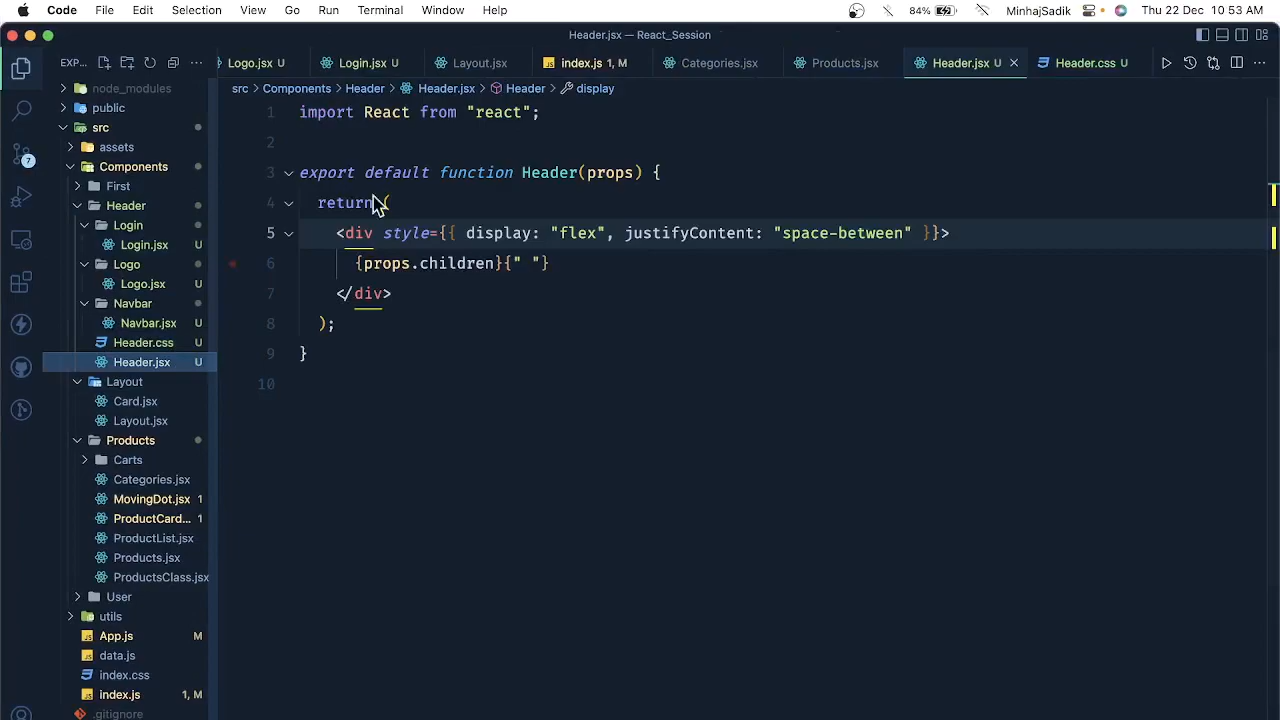 Code File Edit Selection View Go Run Terminal Window Help 84% MinhajSadik Thu 22 Dec 10:53 AM
Header.jsx — React_Session
EXP... Logo.jsx U Login.jsx U Layout.jsx index.js 1, M Categories.jsx Products.jsx Header.jsx U Header.css U
src > Components > Header > Header.jsx > Header > display
node_modules
public
src
assets
Components
First
Header
Login
Login.jsx U
Logo
Logo.jsx U
Navbar
Navbar.jsx U
Header.css U
Header.jsx U
Layout
Card.jsx
Layout.jsx
Products
Carts
Categories.jsx
MovingDot.jsx 1
ProductCard... 1
ProductList.jsx
Products.jsx
ProductsClass.jsx
User
utils
App.js M
data.js
index.css
index.js 1, M
.gitignore
7
1 import React from "react";
2
3 export default function Header(props) {
4 return (
5 <div style={{ display: "flex", justifyContent: "space-between" }}>
6 {props.children}{" "}
7 </div>
8 );
9 }
10